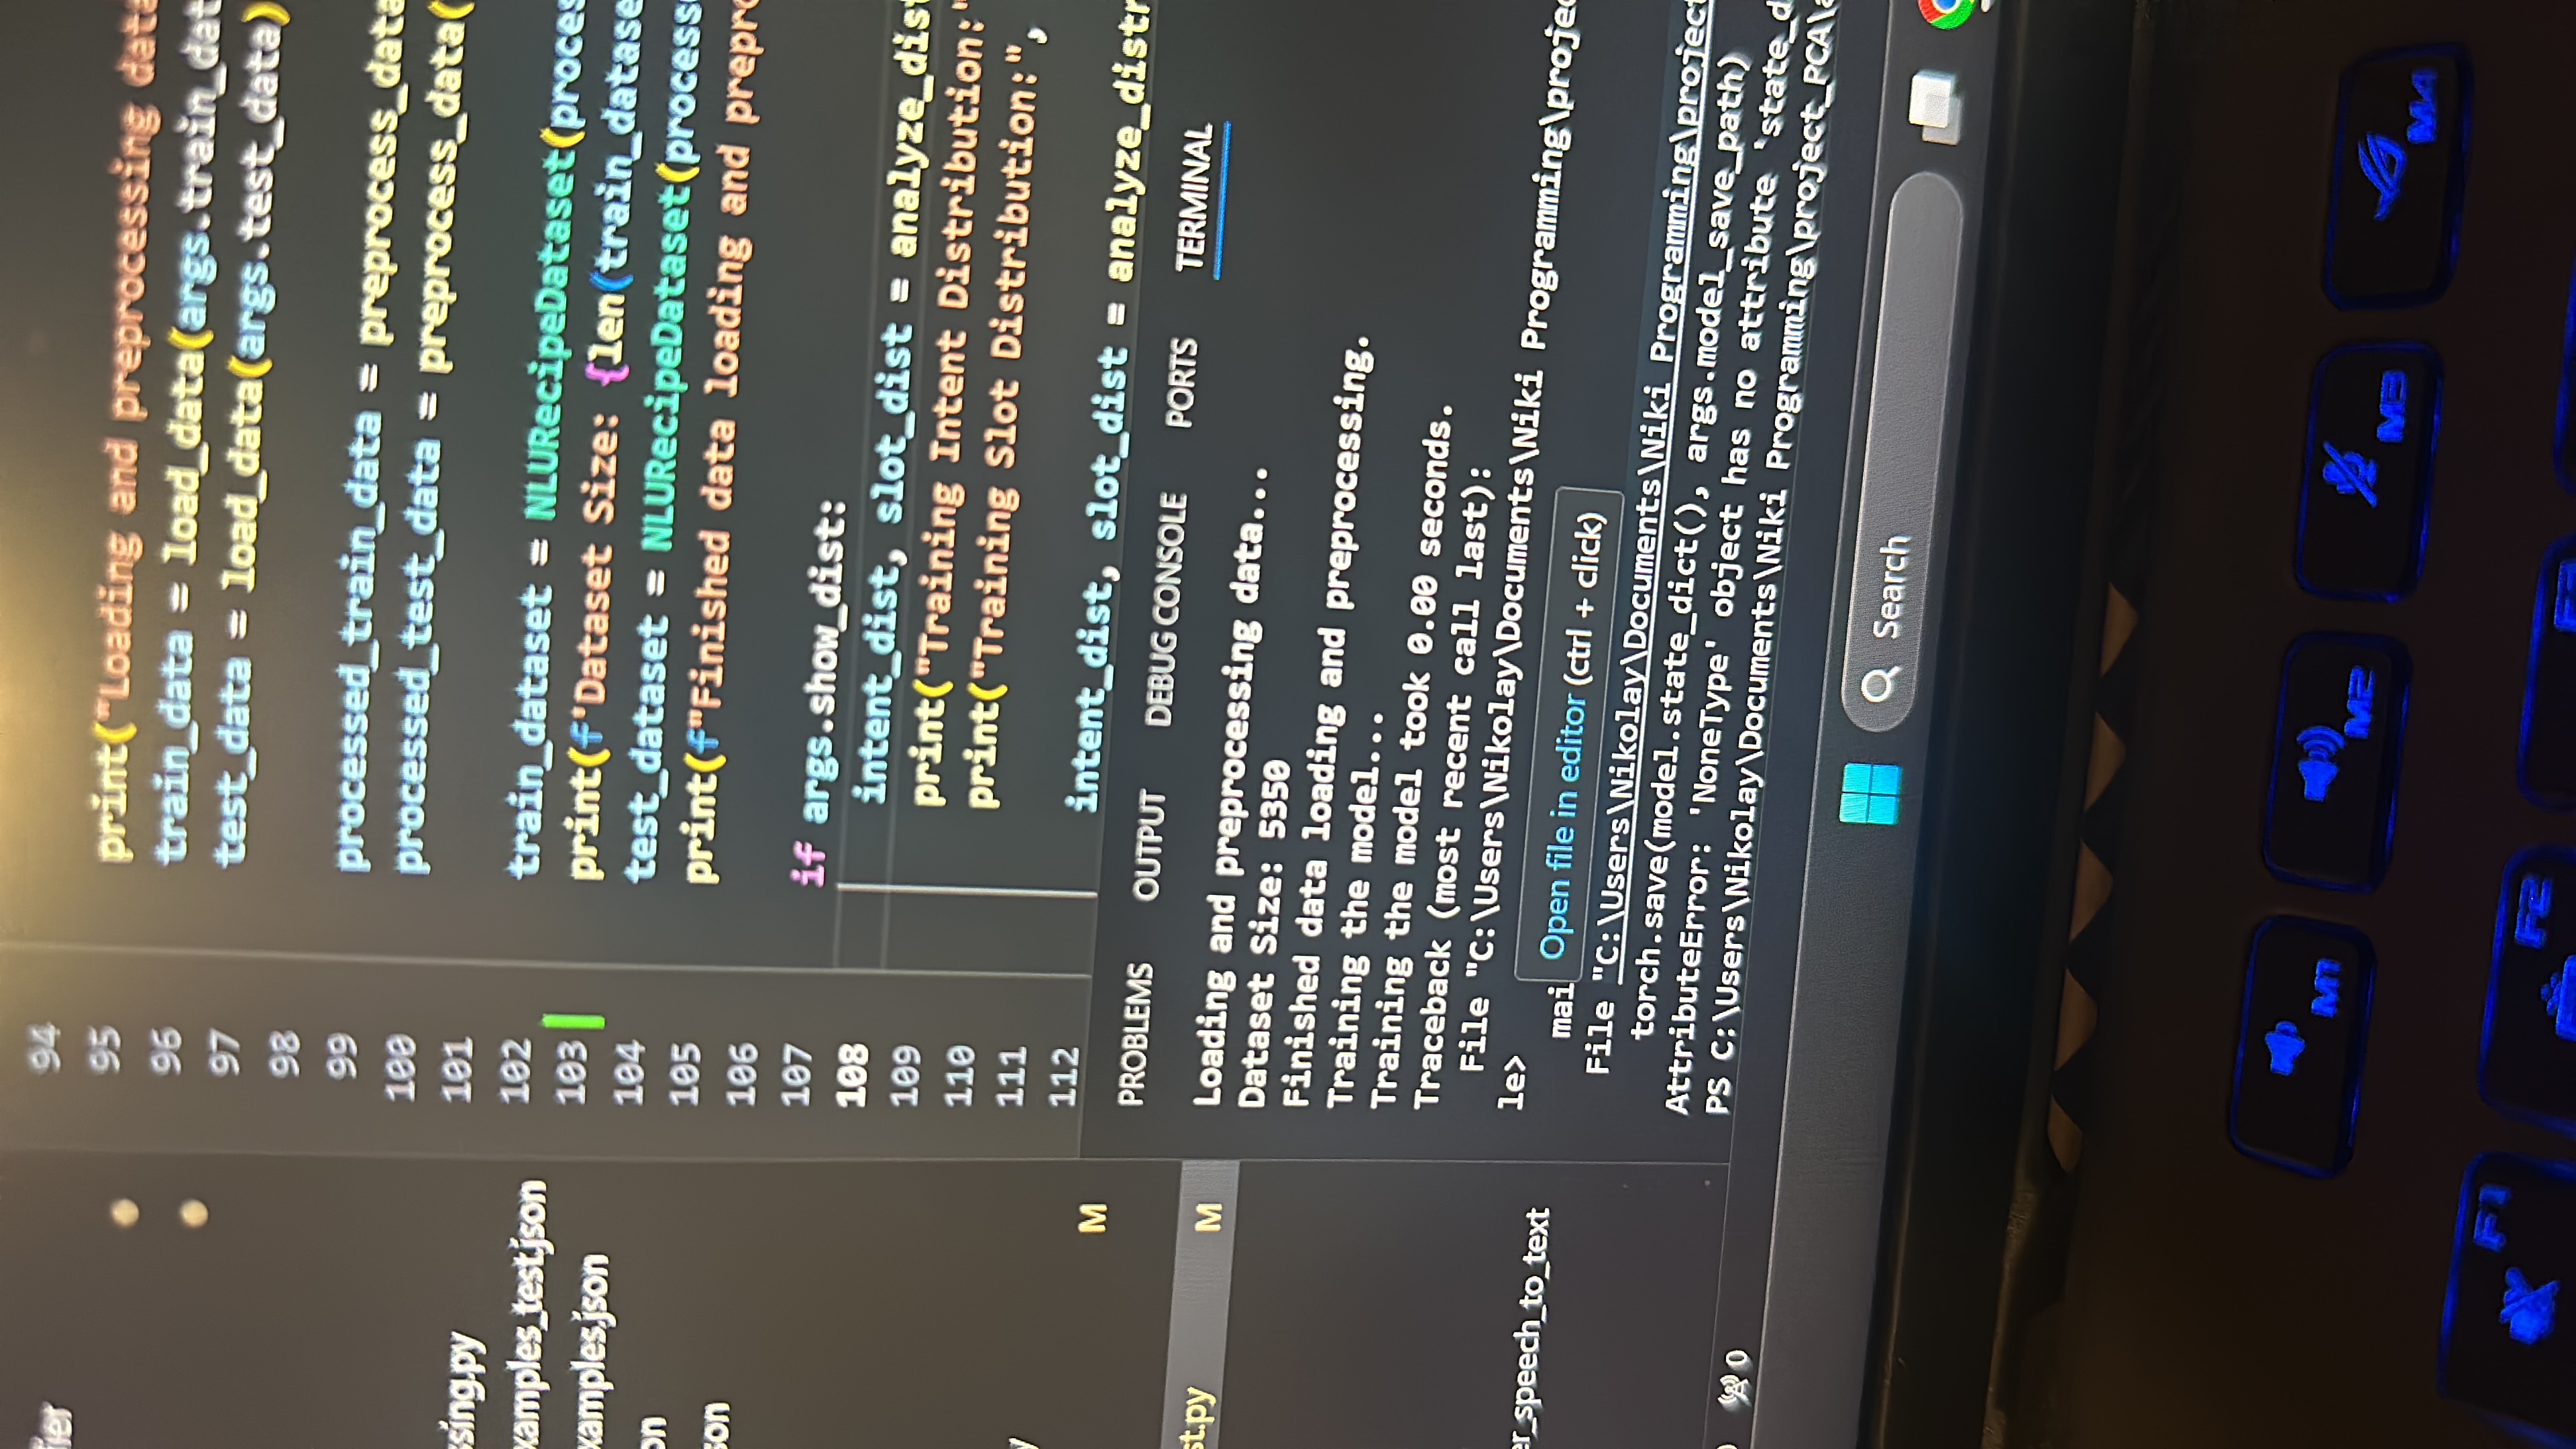 94
95 print("Loading and preprocessing data
96 train_data = load_data(args.train_dat
97 test_data = load_data(args.test_data)
98
99 processed_train_data = preprocess_data
100 processed_test_data = preprocess_data(
101
102 train_dataset = NLURecipeDataset(proces
103 print(f'Dataset Size: {len(train_datase
104 test_dataset = NLURecipeDataset(process
105 print(f"Finished data loading and prepro
106
107 if args.show_dist:
108 intent_dist, slot_dist = analyze_dist
109 print("Training Intent Distribution:"
110 print("Training Slot Distribution:",
111
112 intent_dist, slot_dist = analyze_distr
fier
ssing.py
xamples_test.json
xamples.json
on
son
y
M
st.py M
er_speech_to_text
0
PROBLEMS OUTPUT DEBUG CONSOLE PORTS TERMINAL
Loading and preprocessing data...
Dataset Size: 5350
Finished data loading and preprocessing.
Training the model...
Training the model took 0.00 seconds.
Traceback (most recent call last):
File "C:\Users\Nikolay\Documents\Niki Programming\projec
le>
mai
Open file in editor (ctrl + click)
File "C:\Users\Nikolay\Documents\Niki Programming\project
torch.save(model.state_dict(), args.model_save_path)
AttributeError: 'NoneType' object has no attribute 'state_d
PS C:\Users\Nikolay\Documents\Niki Programming\project_PCA\a
Search
M1 M2 M3 M4
F1 F2 F3